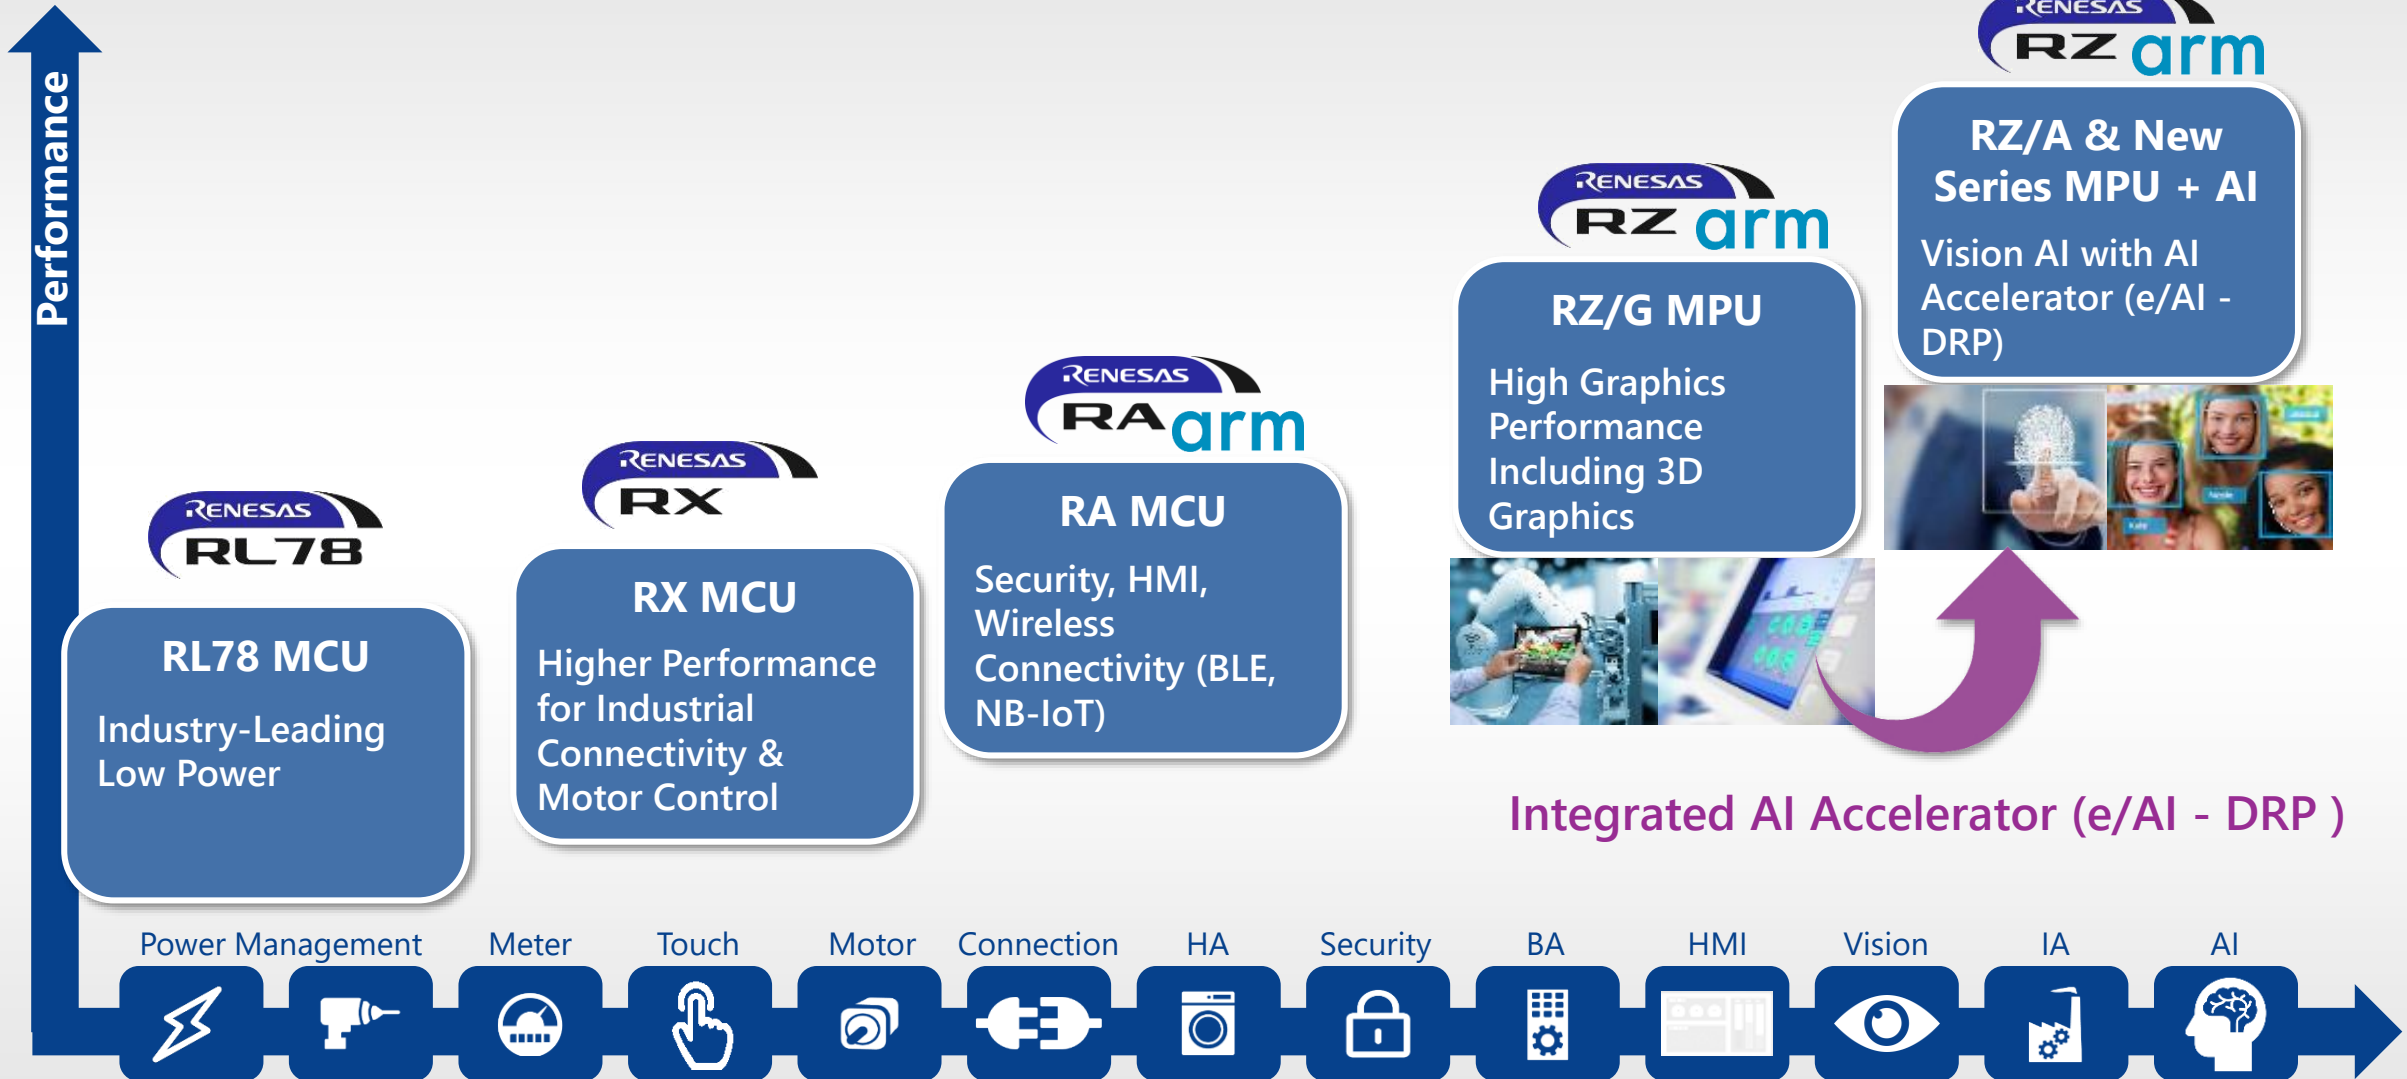 Performance
RENESAS
RZ arm
RZ/A & New
Series MPU + AI
Vision AI with AI
Accelerator (e/AI -
DRP)
RENESAS
RZ arm
RZ/G MPU
High Graphics
Performance
Including 3D
Graphics
RENESAS
RA arm
RA MCU
Security, HMI,
Wireless
Connectivity (BLE,
NB-IoT)
RENESAS
RX
RX MCU
Higher Performance
for Industrial
Connectivity &
Motor Control
RENESAS
RL78
RL78 MCU
Industry-Leading
Low Power
Integrated AI Accelerator (e/AI - DRP )
Power Management
Meter
Touch
Motor
Connection
HA
Security
BA
HMI
Vision
IA
AI